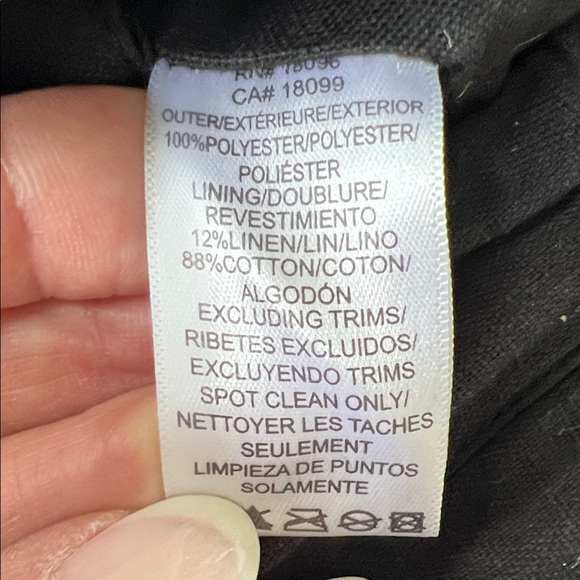 RN# 18096
CA# 18099
OUTER/EXTÉRIEURE/EXTERIOR
100%POLYESTER/POLYESTER/
POLIÉSTER
LINING/DOUBLURE/
REVESTIMIENTO
12%LINEN/LIN/LINO
88%COTTON/COTON/
ALGODÓN
EXCLUDING TRIMS/
RIBETES EXCLUIDOS/
EXCLUYENDO TRIMS
SPOT CLEAN ONLY/
NETTOYER LES TACHES
SEULEMENT
LIMPIEZA DE PUNTOS
SOLAMENTE